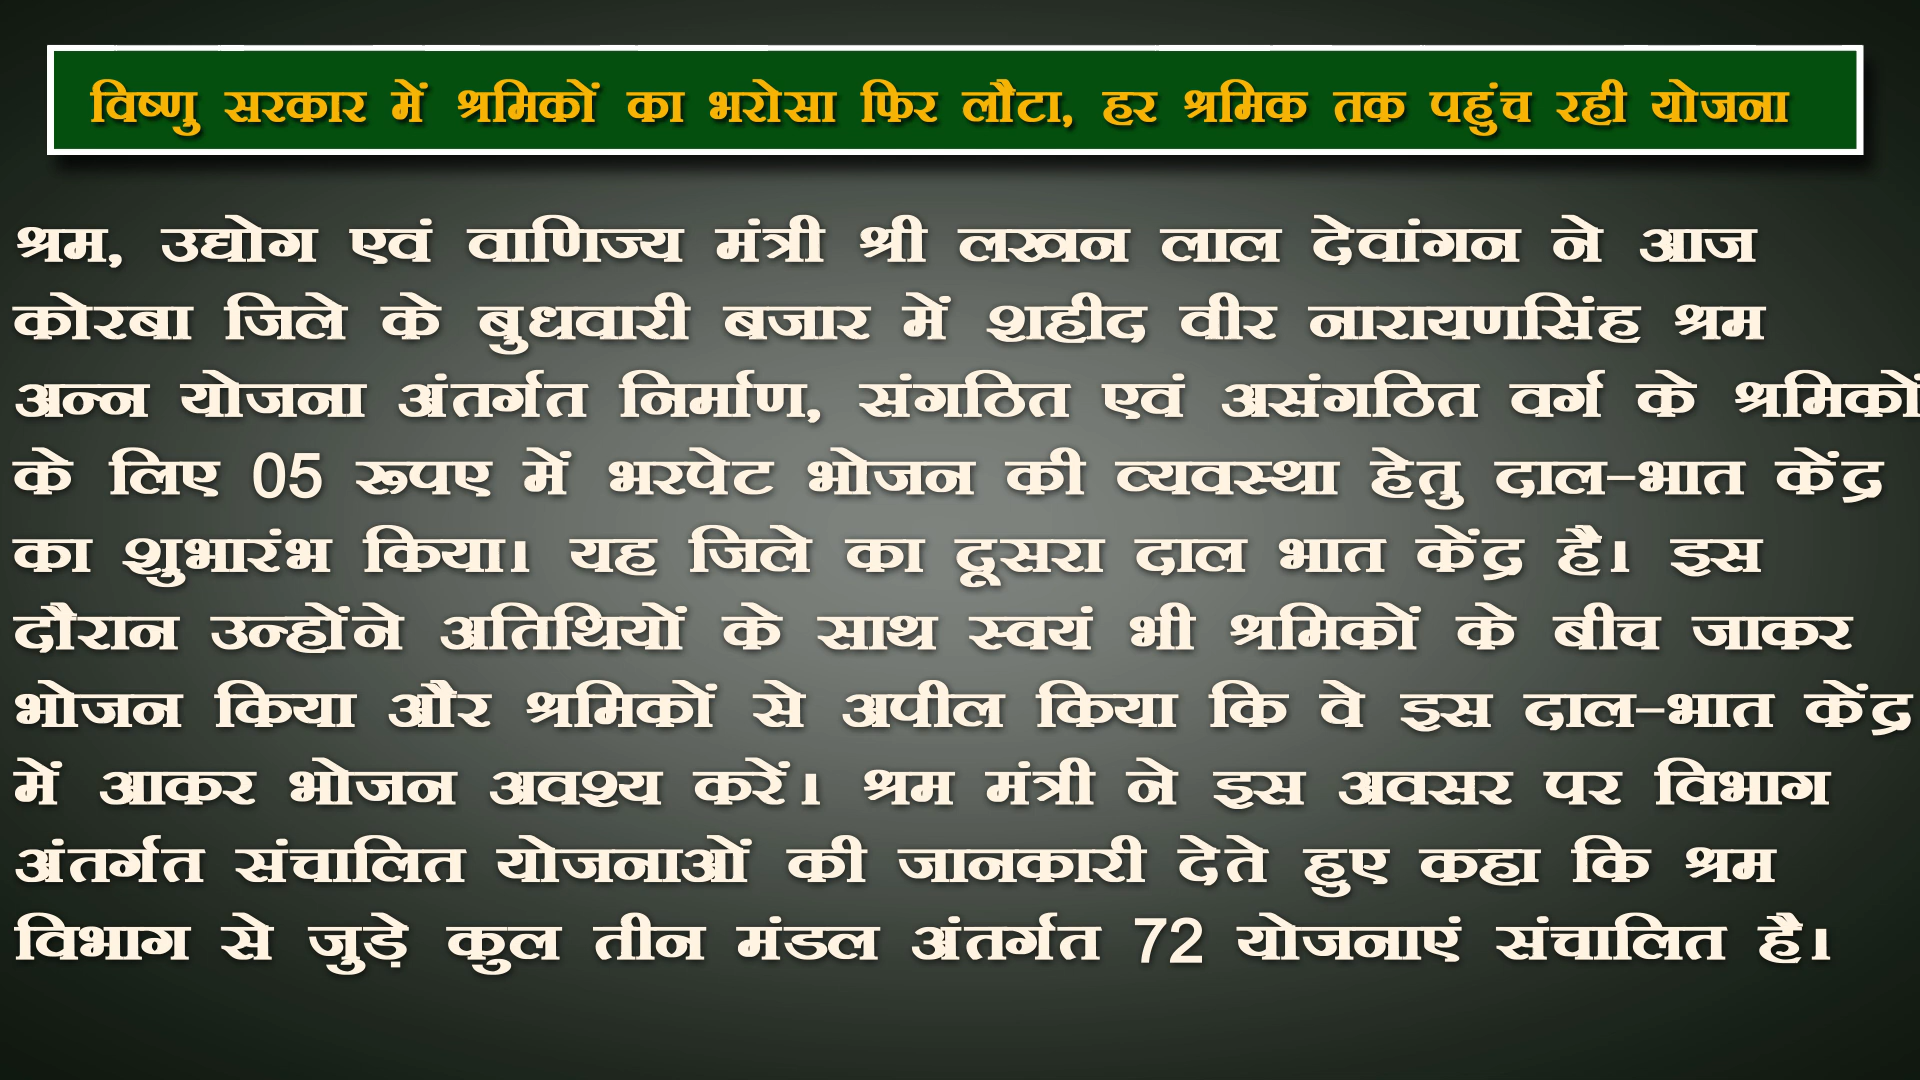 विष्णु सरकार में श्रमिकों का भरोसा फिर लौटा, हर श्रमिक तक पहुंच रही योजना
श्रम, उद्योग एवं वाणिज्य मंत्री श्री लखन लाल देवांगन ने आज
कोरबा जिले के बुधवारी बजार में शहीद वीर नारायणसिंह श्रम
अन्न योजना अंतर्गत निर्माण, संगठित एवं असंगठित वर्ग के श्रमिकों
के लिए 05 रूपए में भरपेट भोजन की व्यवस्था हेतु दाल-भात केंद्र
का शुभारंभ किया। यह जिले का दूसरा दाल भात केंद्र है। इस
दौरान उन्होंने अतिथियों के साथ स्वयं भी श्रमिकों के बीच जाकर
भोजन किया और श्रमिकों से अपील किया कि वे इस दाल-भात केंद्र
में आकर भोजन अवश्य करें। श्रम मंत्री ने इस अवसर पर विभाग
अंतर्गत संचालित योजनाओं की जानकारी देते हुए कहा कि श्रम
विभाग से जुड़े कुल तीन मंडल अंतर्गत 72 योजनाएं संचालित है।